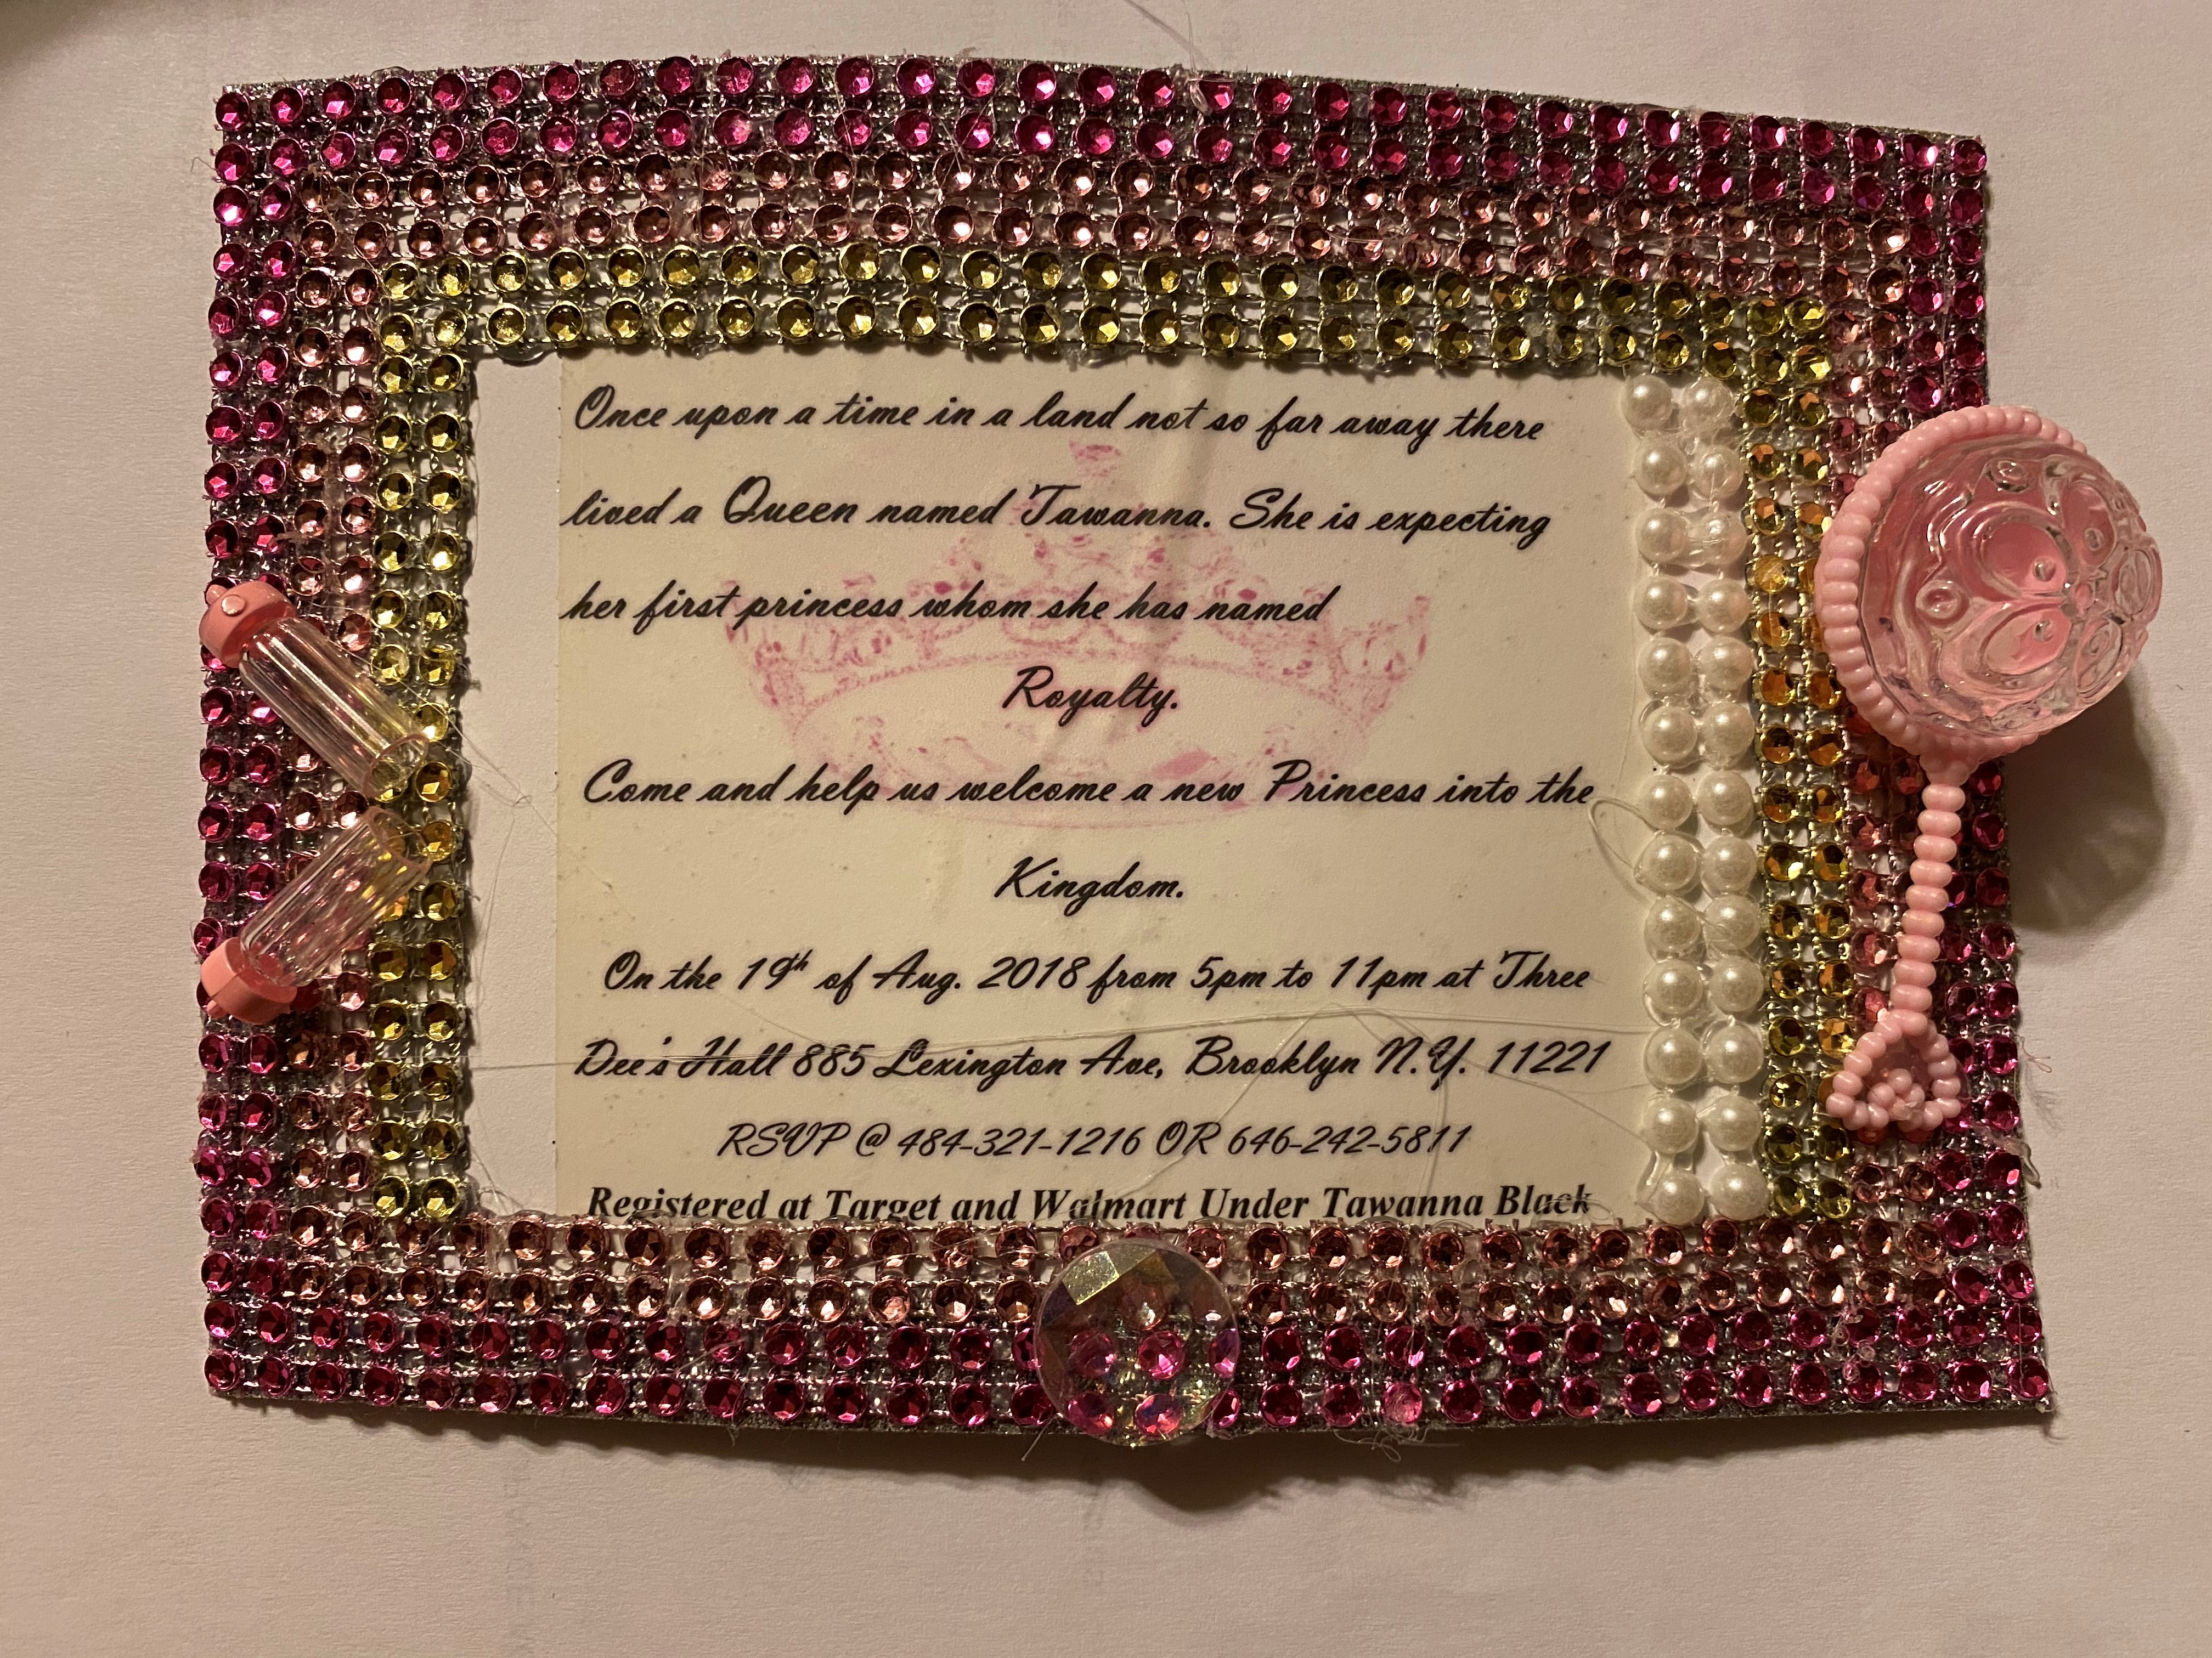 Once upon a time in a land not so far away there
lived a Queen named Tawanna. She is expecting
her first princess whom she has named
Royalty.
Come and help us welcome a new Princess into the
Kingdom.
On the 19th of Aug. 2018 from 5pm to 11pm at Three
Dee's Hall 885 Lexington Ave, Brooklyn N.Y. 11221
RSVP @ 484-321-1216 OR 646-242-5811
Registered at Target and Walmart Under Tawanna Black